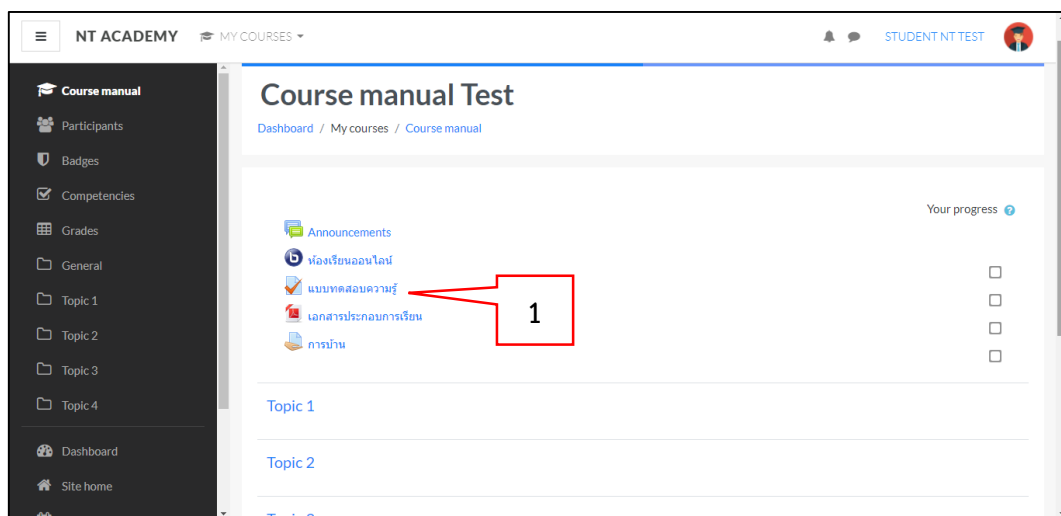 NT ACADEMY MY COURSES STUDENT NT TEST
Course manual
Participants
Badges
Competencies
Grades
General
Topic 1
Topic 2
Topic 3
Topic 4
Dashboard
Site home
Course manual Test
Dashboard / My courses / Course manual
Your progress
Announcements
ห้องเรียนออนไลน์
แบบทดสอบความรู้
เอกสารประกอบการเรียน
การบ้าน
1
Topic 1
Topic 2